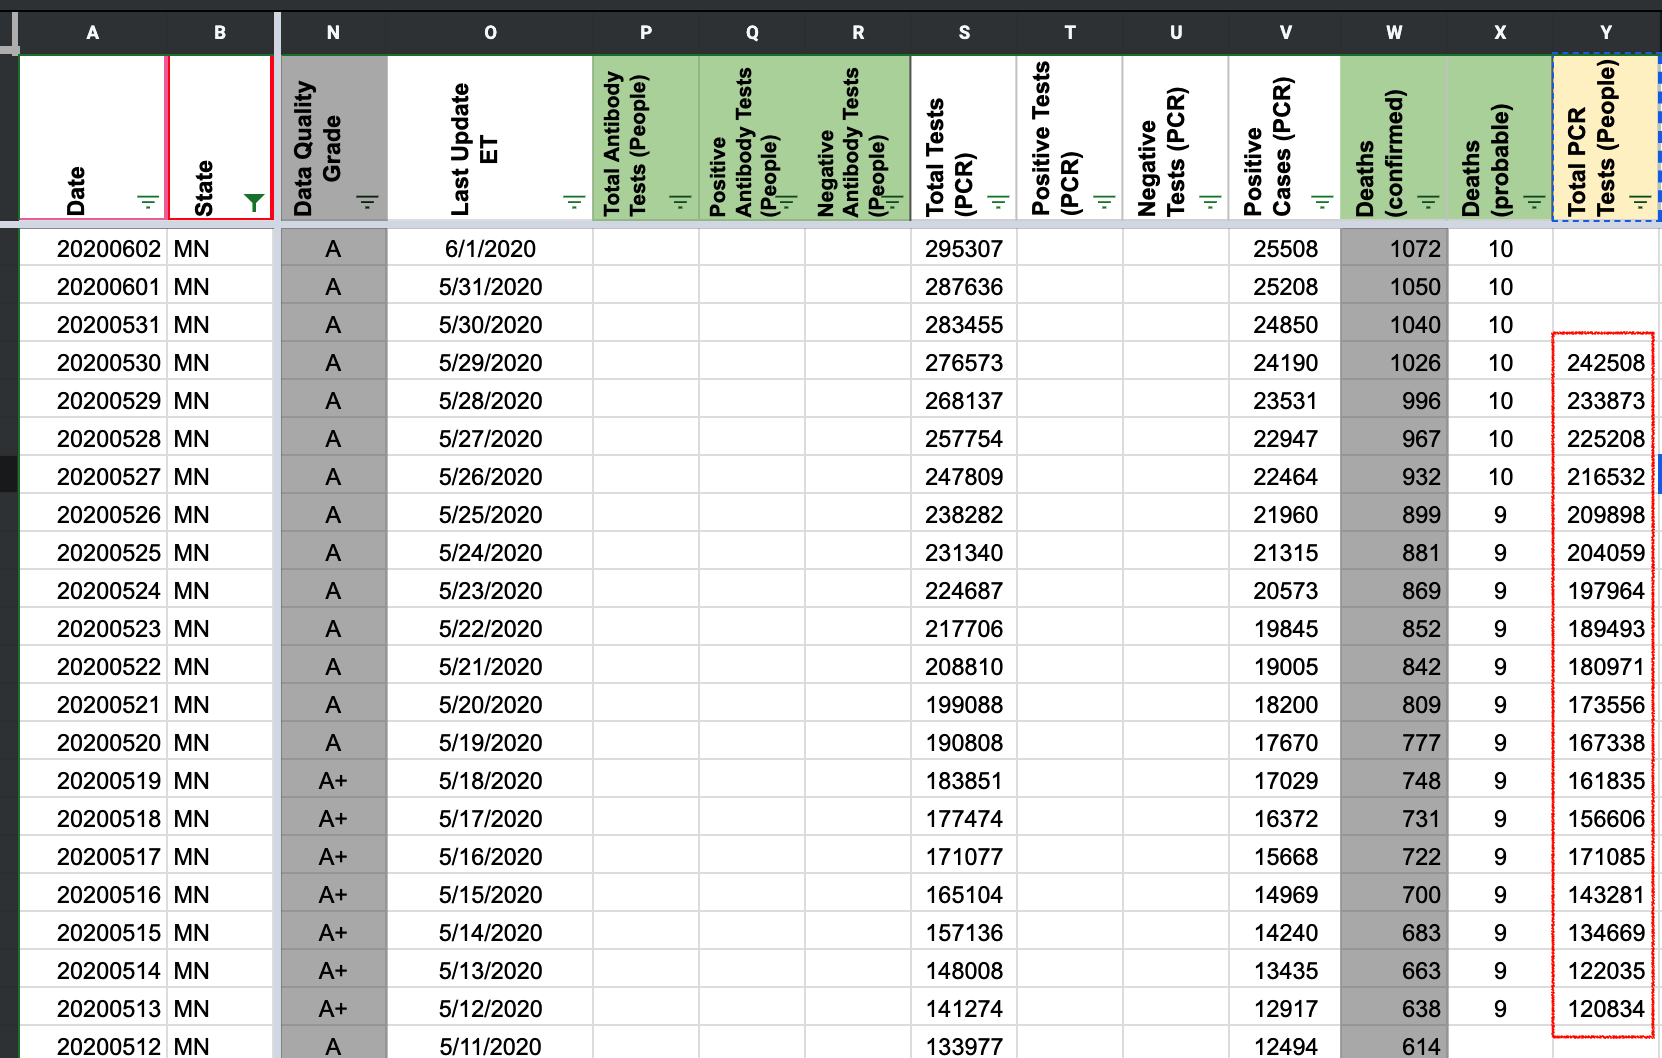 A B N O P Q R S T U V W X Y
Date State Data Quality Grade Last Update ET Total Antibody Tests (People) Positive Antibody Tests (People) Negative Antibody Tests (People) Total Tests (PCR) Positive Tests (PCR) Negative Tests (PCR) Positive Cases (PCR) Deaths (confirmed) Deaths (probable) Total PCR Tests (People)
20200602 MN A 6/1/2020 295307 25508 1072 10
20200601 MN A 5/31/2020 287636 25208 1050 10
20200531 MN A 5/30/2020 283455 24850 1040 10
20200530 MN A 5/29/2020 276573 24190 1026 10 242508
20200529 MN A 5/28/2020 268137 23531 996 10 233873
20200528 MN A 5/27/2020 257754 22947 967 10 225208
20200527 MN A 5/26/2020 247809 22464 932 10 216532
20200526 MN A 5/25/2020 238282 21960 899 9 209898
20200525 MN A 5/24/2020 231340 21315 881 9 204059
20200524 MN A 5/23/2020 224687 20573 869 9 197964
20200523 MN A 5/22/2020 217706 19845 852 9 189493
20200522 MN A 5/21/2020 208810 19005 842 9 180971
20200521 MN A 5/20/2020 199088 18200 809 9 173556
20200520 MN A 5/19/2020 190808 17670 777 9 167338
20200519 MN A+ 5/18/2020 183851 17029 748 9 161835
20200518 MN A+ 5/17/2020 177474 16372 731 9 156606
20200517 MN A+ 5/16/2020 171077 15668 722 9 171085
20200516 MN A+ 5/15/2020 165104 14969 700 9 143281
20200515 MN A+ 5/14/2020 157136 14240 683 9 134669
20200514 MN A+ 5/13/2020 148008 13435 663 9 122035
20200513 MN A+ 5/12/2020 141274 12917 638 9 120834
20200512 MN A 5/11/2020 133977 12494 614